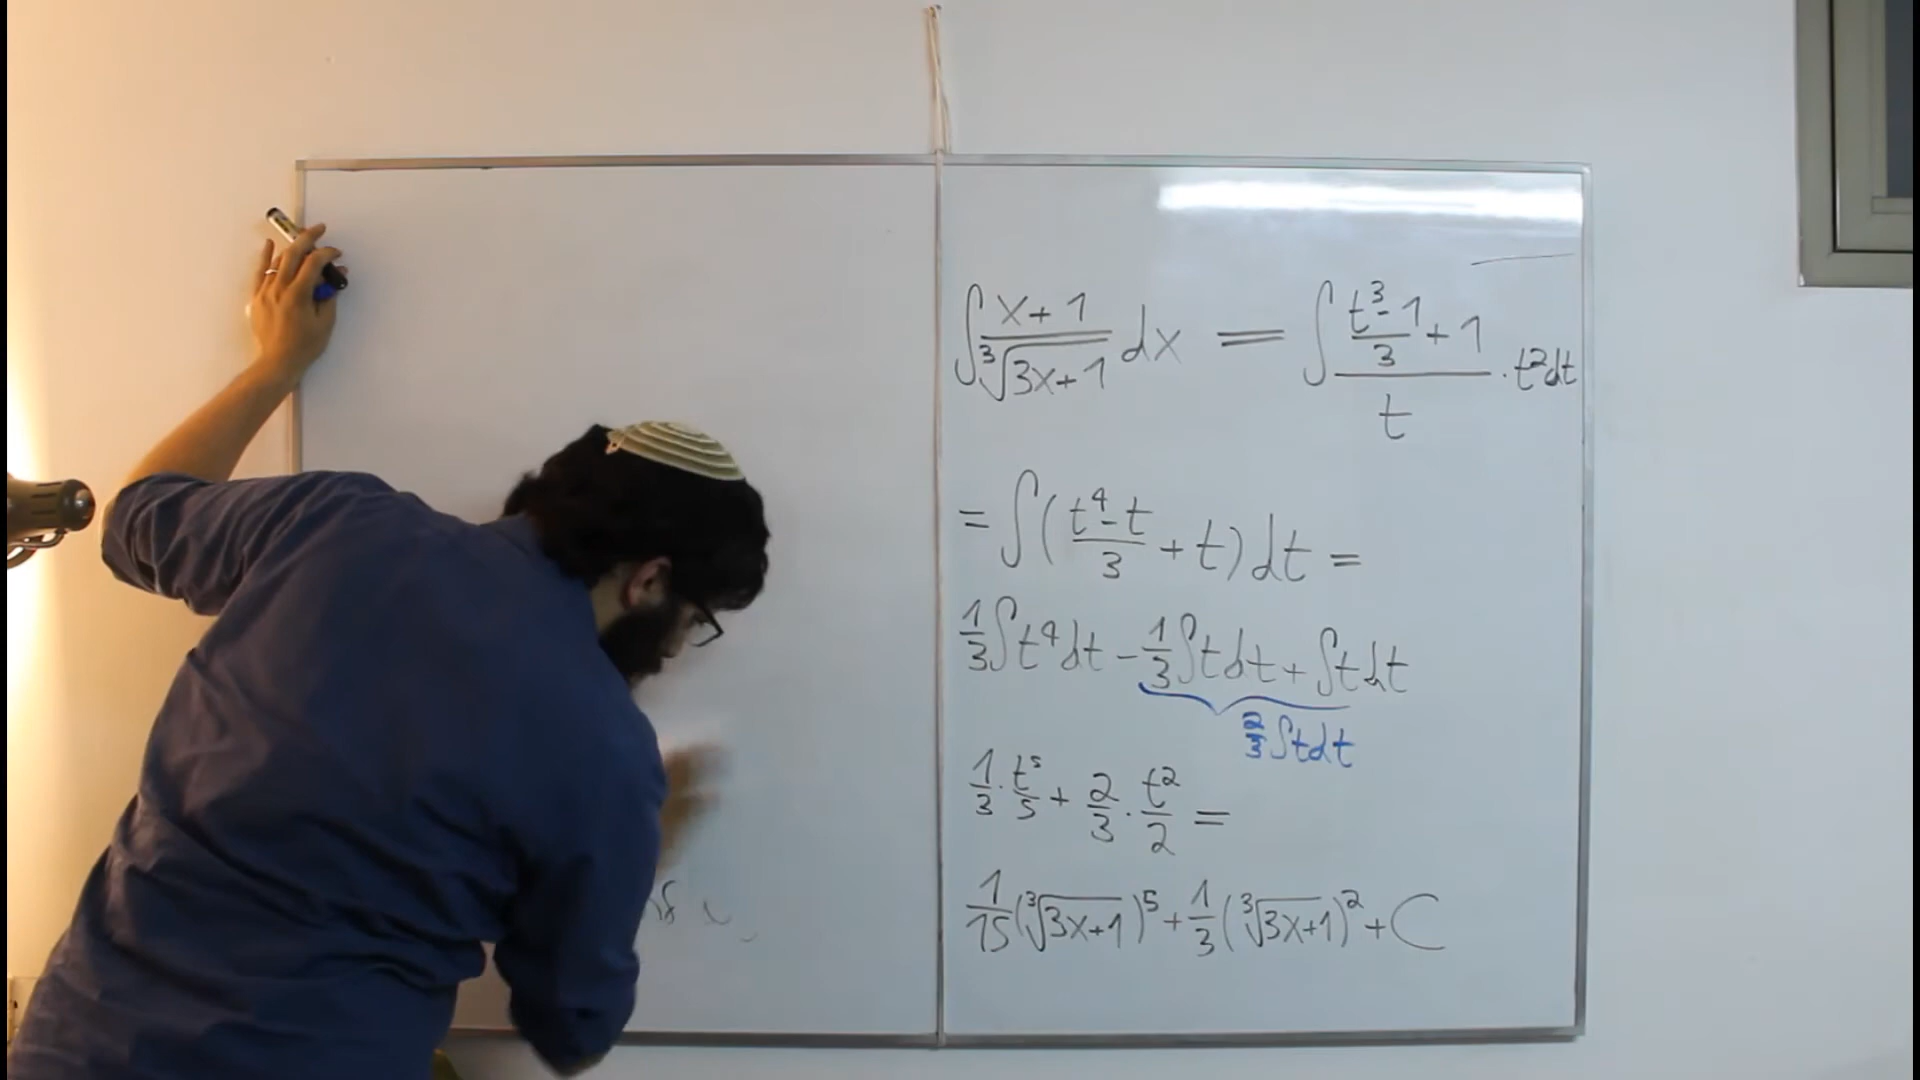 ∫ (x+1)/∛(3x+1) dx = ∫ ((t³-1)/3 + 1)/t · t²dt
= ∫ ( (t⁴-t)/3 + t) dt =
1/3 ∫t⁴dt - 1/3 ∫tdt + ∫tdt
2/3 ∫tdt
1/3 · t⁵/5 + 2/3 · t²/2 =
1/15 (∛(3x+1))⁵ + 1/3 (∛(3x+1))² + C